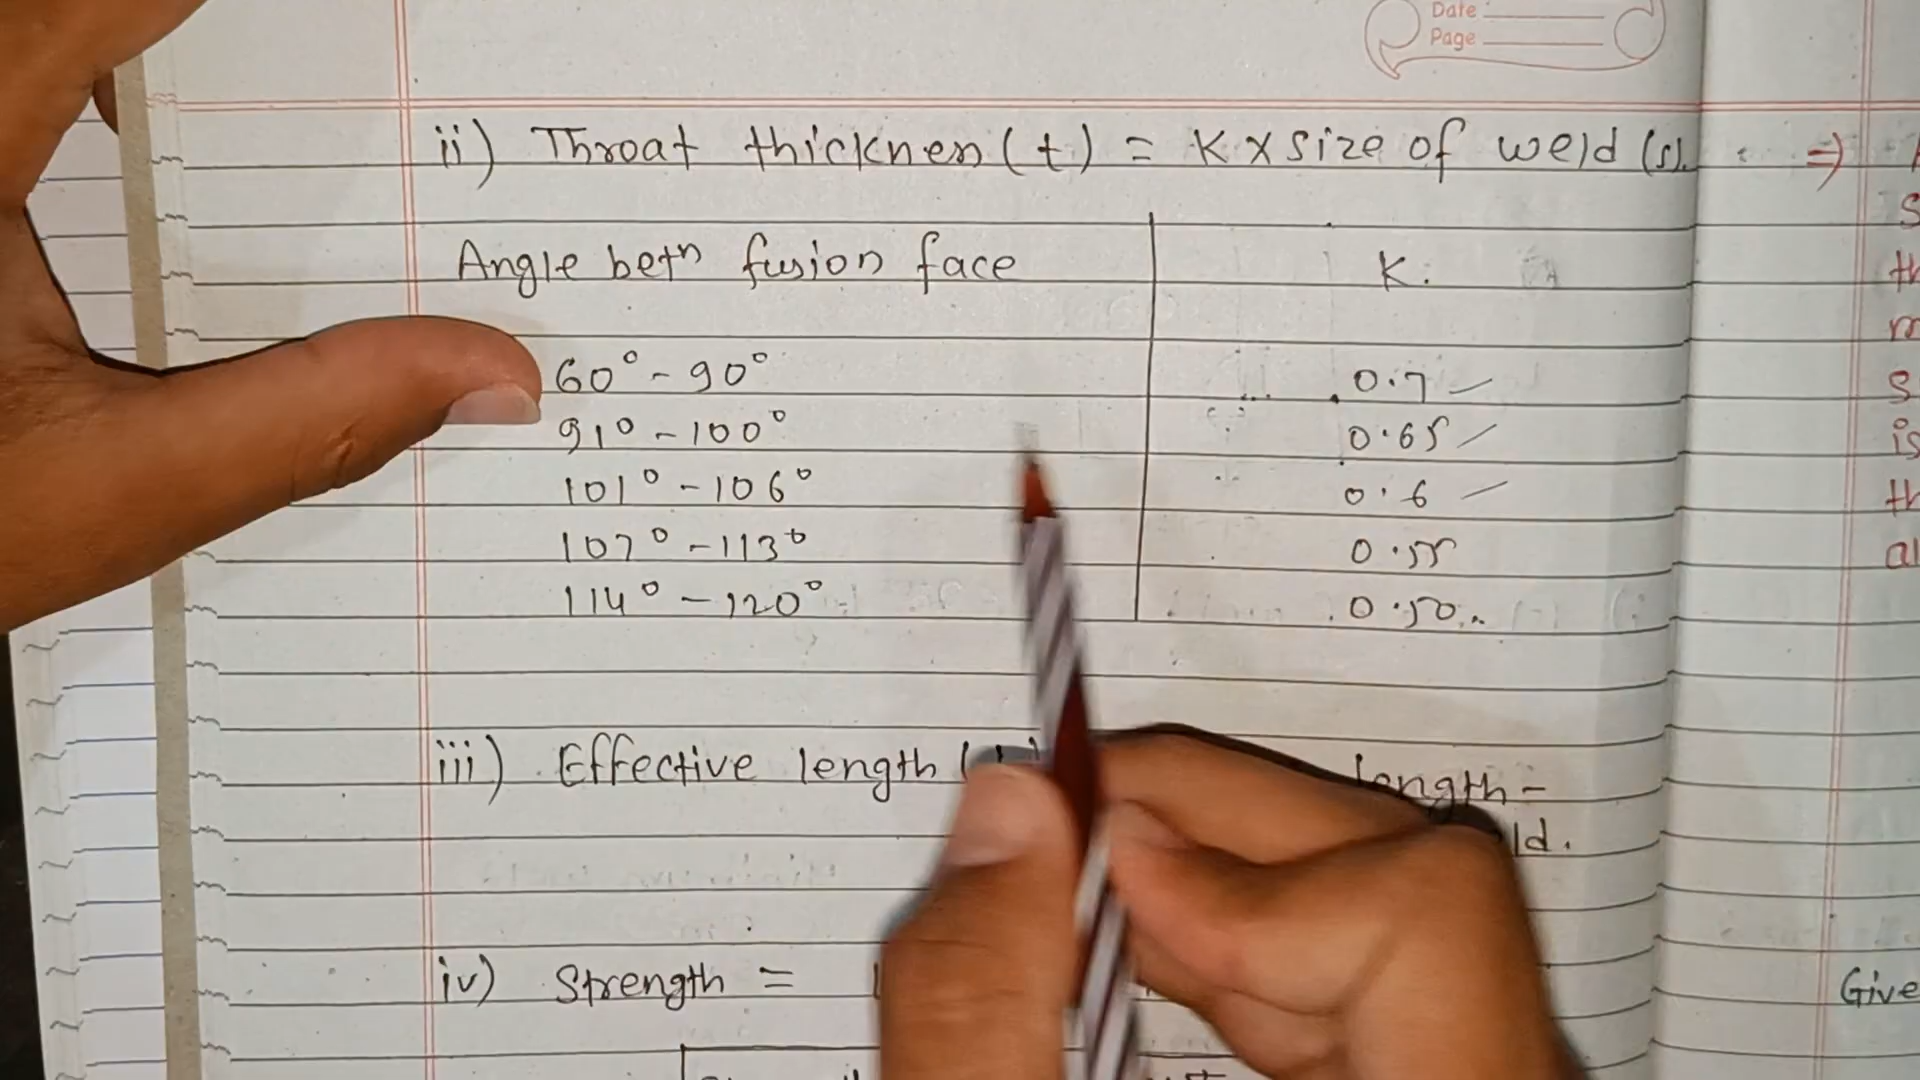 Date
Page
ii) Throat thicknen (t) = K x size of weld (s). ⇒
Angle betn fusion face K.
60° - 90° 0.7
91° - 100° 0.65
101° - 106° 0.6
107° - 113° 0.55
114° - 120° 0.50
iii) Effective length length -
iv) Strength =
Give